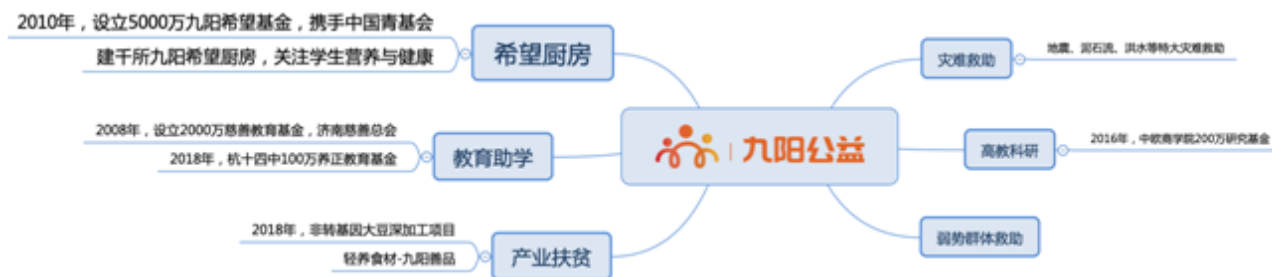 2010年，设立5000万九阳希望基金，携手中国青基会
建千所九阳希望厨房，关注学生营养与健康
希望厨房
2008年，设立2000万慈善教育基金，济南慈善总会
2018年，杭十四中100万养正教育基金
教育助学
2018年，非转基因大豆深加工项目
轻养食材-九阳善品
产业扶贫
九阳公益
灾难救助
地震、泥石流、洪水等特大灾难救助
高教科研
2016年，中欧商学院200万研究基金
弱势群体救助